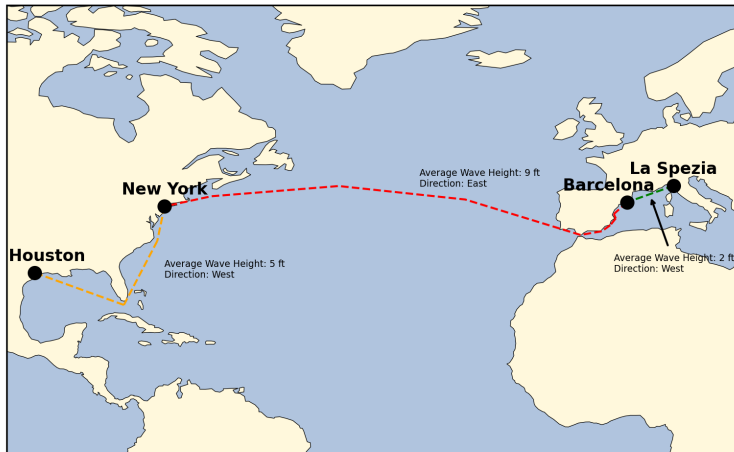 Average Wave Height: 9 ft
Direction: East
La Spezia
Barcelona
New York
Houston
Average Wave Height: 5 ft
Direction: West
Average Wave Height: 2 ft
Direction: West